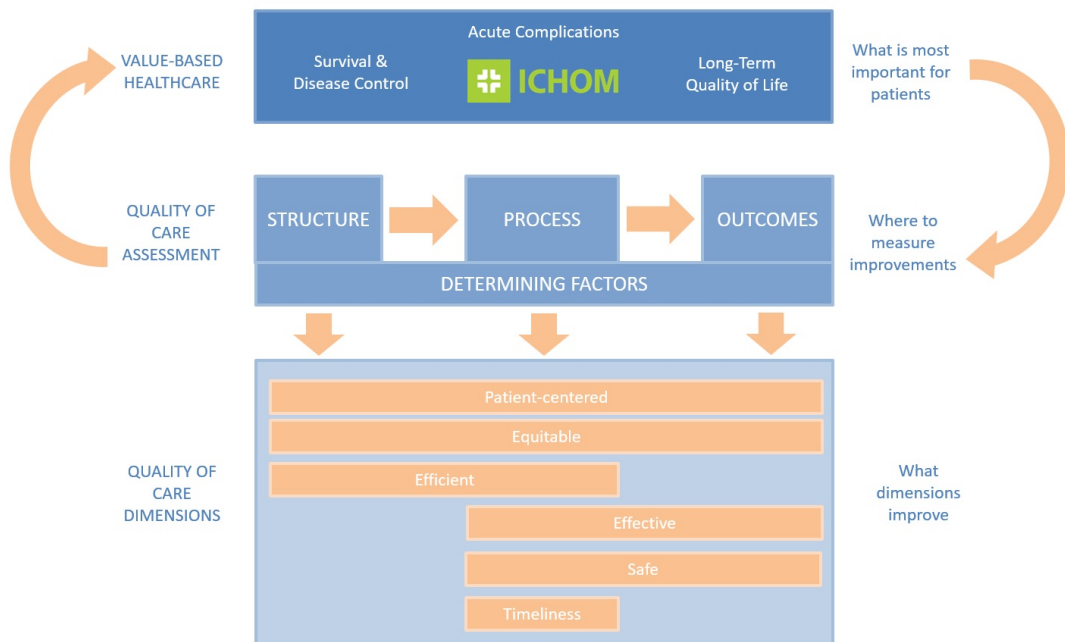 VALUE-BASED
HEALTHCARE
Acute Complications
Survival &
Disease Control
ICHOM
Long-Term
Quality of Life
What is most
important for
patients
QUALITY OF
CARE
ASSESSMENT
STRUCTURE
PROCESS
OUTCOMES
DETERMINING FACTORS
Where to
measure
improvements
QUALITY OF
CARE
DIMENSIONS
Patient-centered
Equitable
Efficient
Effective
Safe
Timeliness
What
dimensions
improve